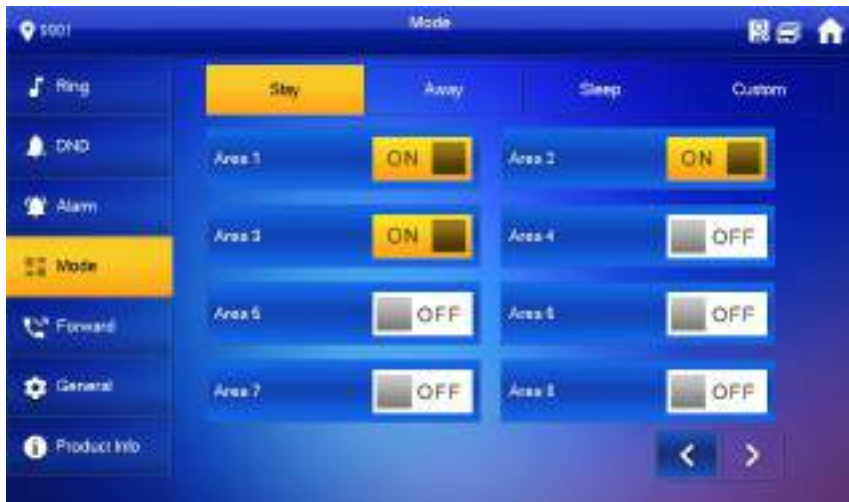 9001
Mode
Ring
DND
Alarm
Mode
Forward
General
Product Info
Stay Away Sleep Custom
Area 1 ON Area 2 ON
Area 3 ON Area 4 OFF
Area 5 OFF Area 6 OFF
Area 7 OFF Area 8 OFF